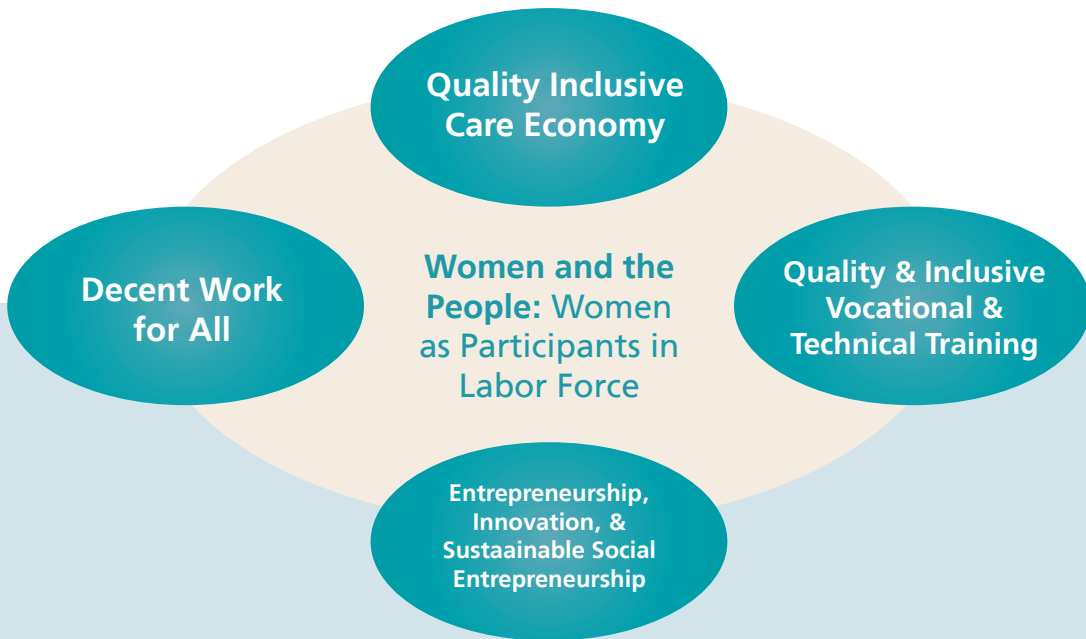 Quality Inclusive
Care Economy
Decent Work
for All
Women and the
People: Women
as Participants in
Labor Force
Quality & Inclusive
Vocational &
Technical Training
Entrepreneurship,
Innovation, &
Sustaainable Social
Entrepreneurship